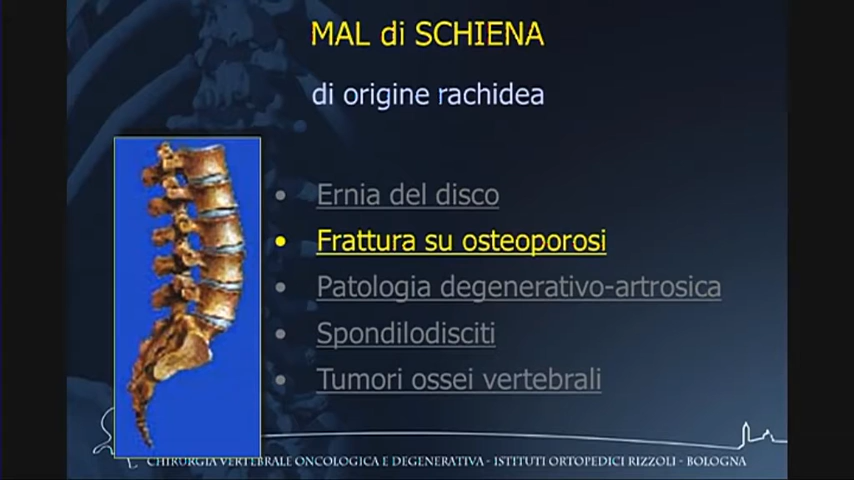 MAL di SCHIENA
di origine rachidea
• Ernia del disco
• Frattura su osteoporosi
• Patologia degenerativo-artrosica
• Spondilodisciti
• Tumori ossei vertebrali
CHIRURGIA VERTEBRALE ONCOLOGICA E DEGENERATIVA - ISTITUTI ORTOPEDICI RIZZOLI - BOLOGNA